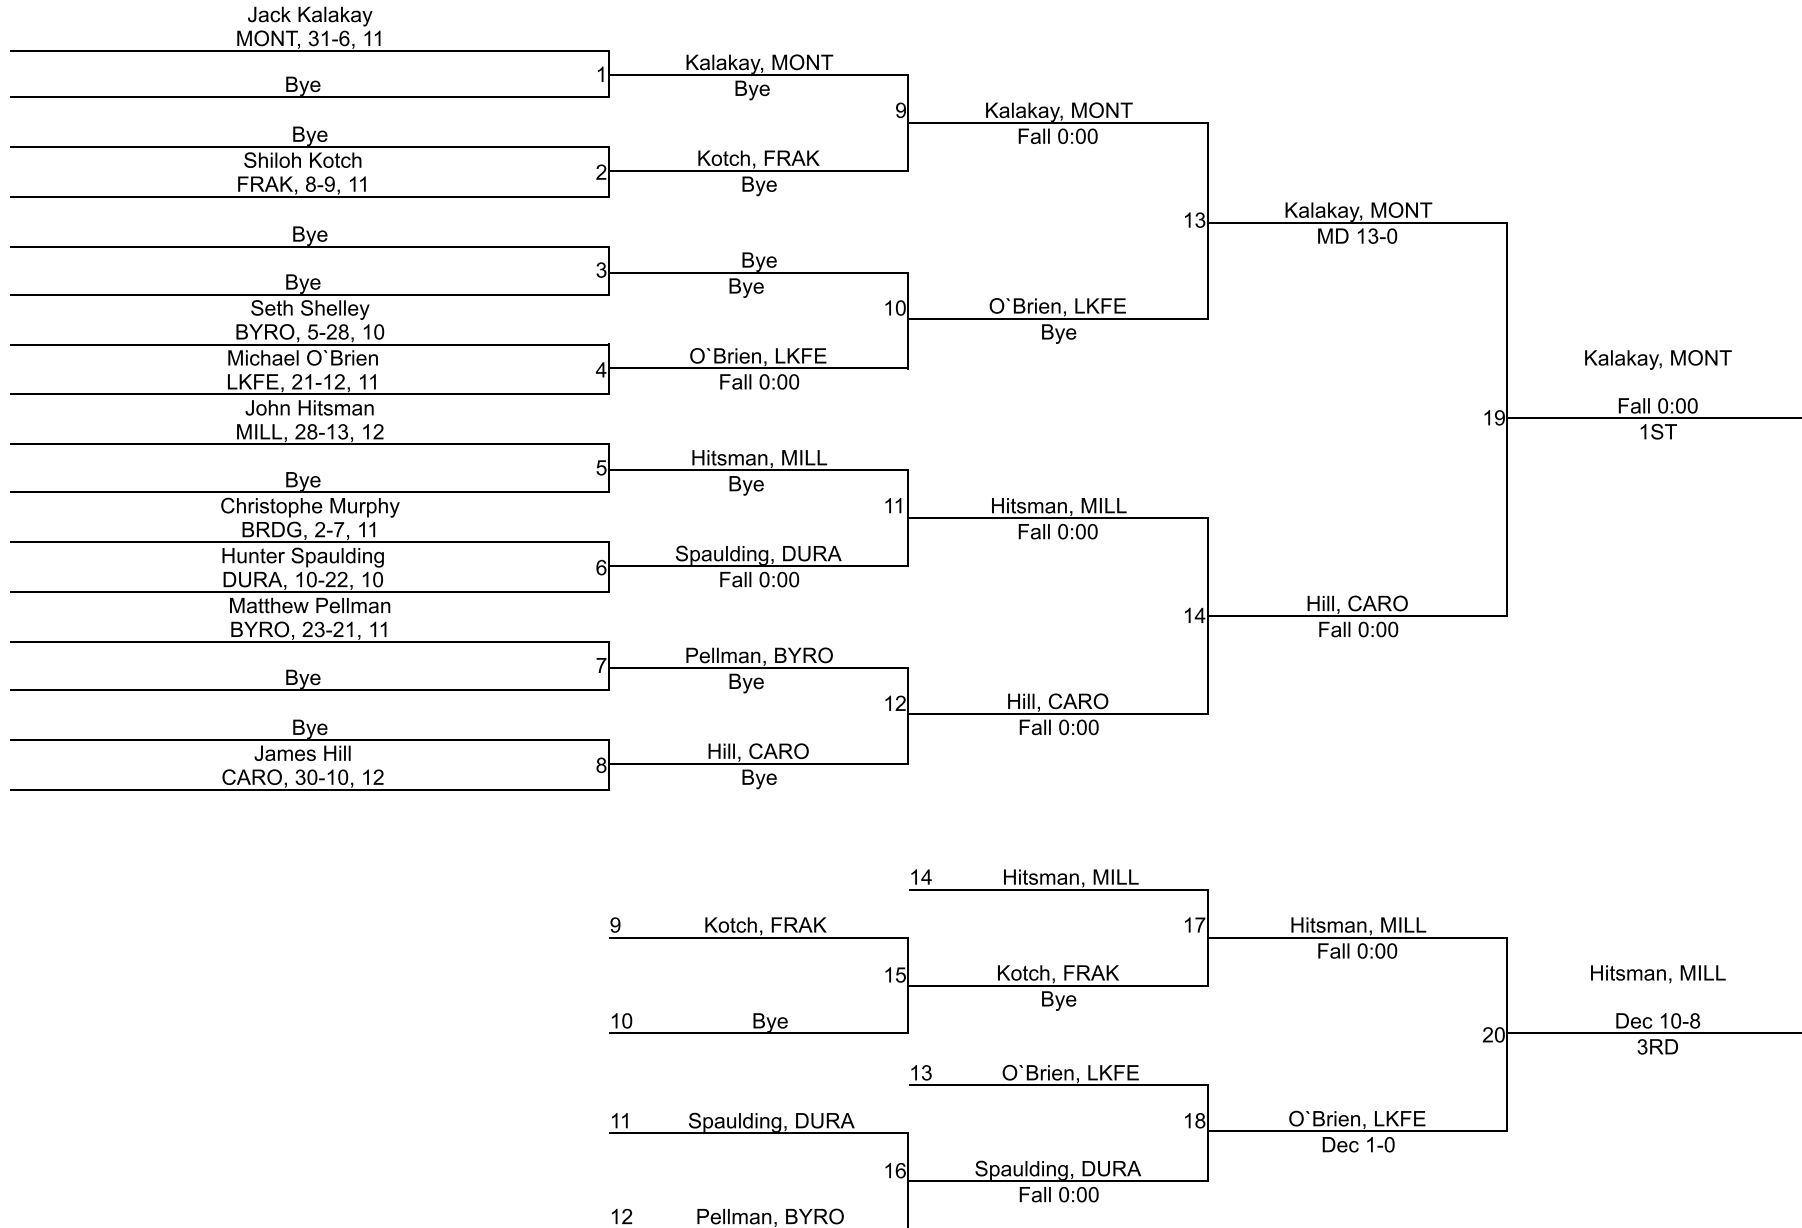 Jack Kalakay
MONT, 31-6, 11
Bye
1
Kalakay, MONT
Bye
Bye
Shiloh Kotch
FRAK, 8-9, 11
2
Kotch, FRAK
Bye
9
Kalakay, MONT
Fall 0:00
Bye
Bye
3
Bye
Bye
Seth Shelley
BYRO, 5-28, 10
Michael O`Brien
LKFE, 21-12, 11
4
O`Brien, LKFE
Fall 0:00
10
O`Brien, LKFE
Bye
13
Kalakay, MONT
MD 13-0
John Hitsman
MILL, 28-13, 12
Bye
5
Hitsman, MILL
Bye
Christophe Murphy
BRDG, 2-7, 11
Hunter Spaulding
DURA, 10-22, 10
6
Spaulding, DURA
Fall 0:00
11
Hitsman, MILL
Fall 0:00
Matthew Pellman
BYRO, 23-21, 11
Bye
7
Pellman, BYRO
Bye
Bye
James Hill
CARO, 30-10, 12
8
Hill, CARO
Bye
12
Hill, CARO
Fall 0:00
14
Hill, CARO
Fall 0:00
19
Kalakay, MONT
Fall 0:00
1ST
14
Hitsman, MILL
9
Kotch, FRAK
10
Bye
15
Kotch, FRAK
Bye
17
Hitsman, MILL
Fall 0:00
13
O`Brien, LKFE
11
Spaulding, DURA
12
Pellman, BYRO
16
Spaulding, DURA
Fall 0:00
18
O`Brien, LKFE
Dec 1-0
20
Hitsman, MILL
Dec 10-8
3RD